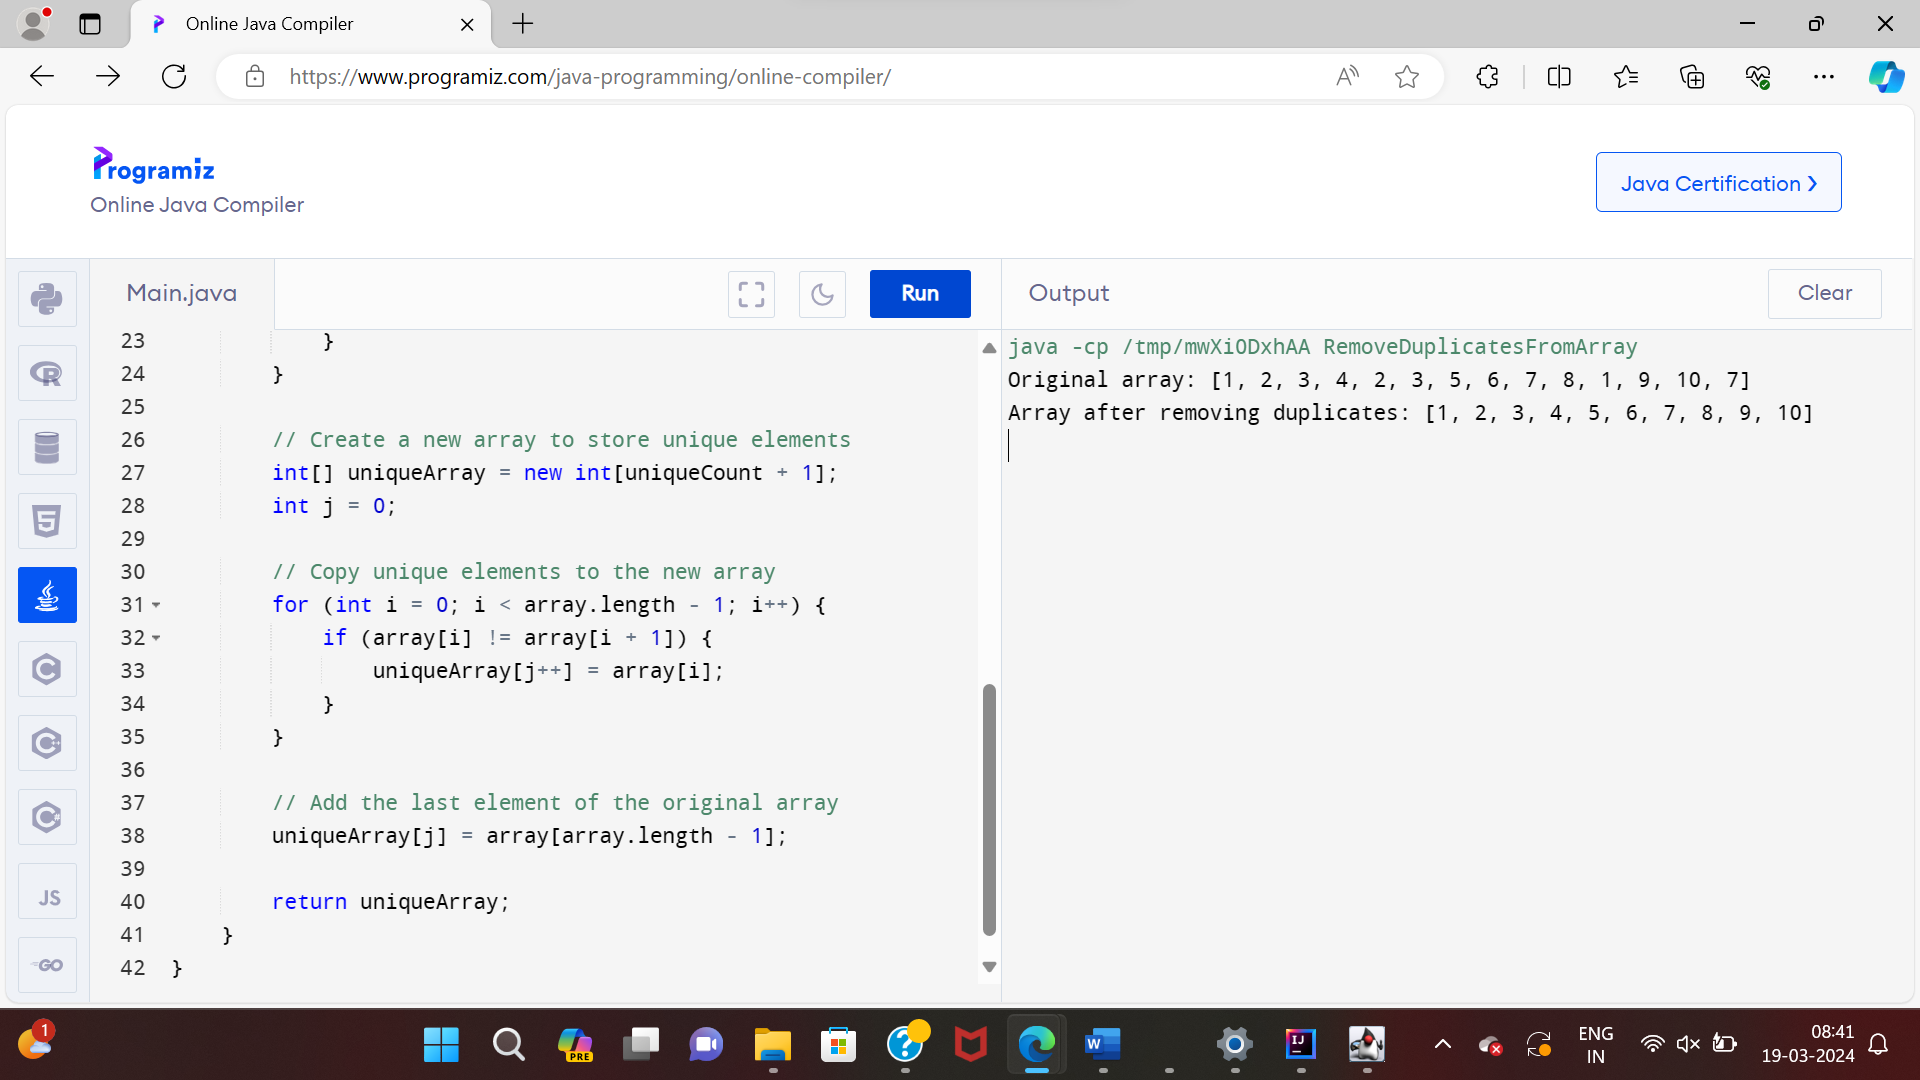 Online Java Compiler
https://www.programiz.com/java-programming/online-compiler/
Programiz
Online Java Compiler
Java Certification ❯
Main.java
Run
Output
Clear
23 }
24 }
25
26 // Create a new array to store unique elements
27 int[] uniqueArray = new int[uniqueCount + 1];
28 int j = 0;
29
30 // Copy unique elements to the new array
31 for (int i = 0; i < array.length - 1; i++) {
32 if (array[i] != array[i + 1]) {
33 uniqueArray[j++] = array[i];
34 }
35 }
36
37 // Add the last element of the original array
38 uniqueArray[j] = array[array.length - 1];
39
40 return uniqueArray;
41 }
42 }
java -cp /tmp/mwXiODxhAA RemoveDuplicatesFromArray
Original array: [1, 2, 3, 4, 2, 3, 5, 6, 7, 8, 1, 9, 10, 7]
Array after removing duplicates: [1, 2, 3, 4, 5, 6, 7, 8, 9, 10]
JS
GO
1
PRE
W
IJ
ENG
IN
08:41
19-03-2024